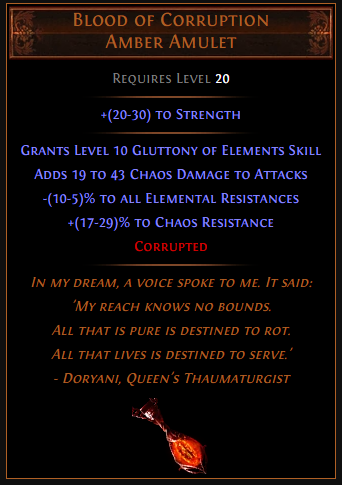 Blood of Corruption
Amber Amulet
Requires Level 20
+(20-30) to Strength
Grants Level 10 Gluttony of Elements Skill
Adds 19 to 43 Chaos Damage to Attacks
-(10-5)% to all Elemental Resistances
+(17-29)% to Chaos Resistance
Corrupted
In my dream, a voice spoke to me. It said:
'My reach knows no bounds.
All that is pure is destined to rot.
All that lives is destined to serve.'
- Doryani, Queen's Thaumaturgist